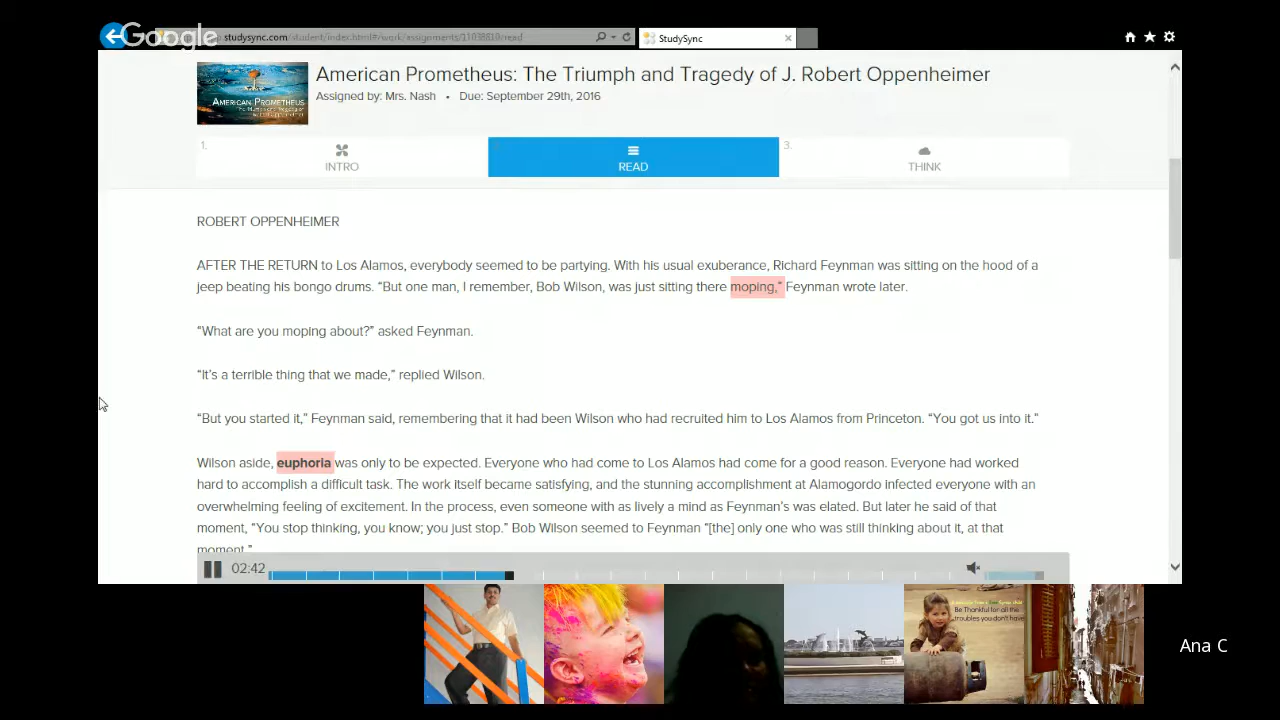 Google
studysync.com/student/index.html#/work/assignments/11038819/read
StudySync
American Prometheus: The Triumph and Tragedy of J. Robert Oppenheimer
AMERICAN PROMETHEUS
Assigned by: Mrs. Nash • Due: September 29th, 2016
1.
INTRO
READ
3.
THINK
ROBERT OPPENHEIMER
AFTER THE RETURN to Los Alamos, everybody seemed to be partying. With his usual exuberance, Richard Feynman was sitting on the hood of a
jeep beating his bongo drums. “But one man, I remember, Bob Wilson, was just sitting there moping,” Feynman wrote later.
“What are you moping about?” asked Feynman.
“It’s a terrible thing that we made,” replied Wilson.
“But you started it,” Feynman said, remembering that it had been Wilson who had recruited him to Los Alamos from Princeton. “You got us into it.”
Wilson aside, euphoria was only to be expected. Everyone who had come to Los Alamos had come for a good reason. Everyone had worked
hard to accomplish a difficult task. The work itself became satisfying, and the stunning accomplishment at Alamogordo infected everyone with an
overwhelming feeling of excitement. In the process, even someone with as lively a mind as Feynman’s was elated. But later he said of that
moment, “You stop thinking, you know; you just stop.” Bob Wilson seemed to Feynman “[the] only one who was still thinking about it, at that
moment.”
02:42
Be Thankful for all the
troubles you don't have
Ana C